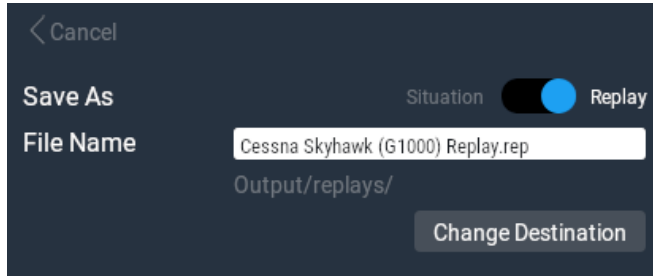 Cancel
Save As Situation Replay
File Name Cessna Skyhawk (G1000) Replay.rep
Output/replays/
Change Destination